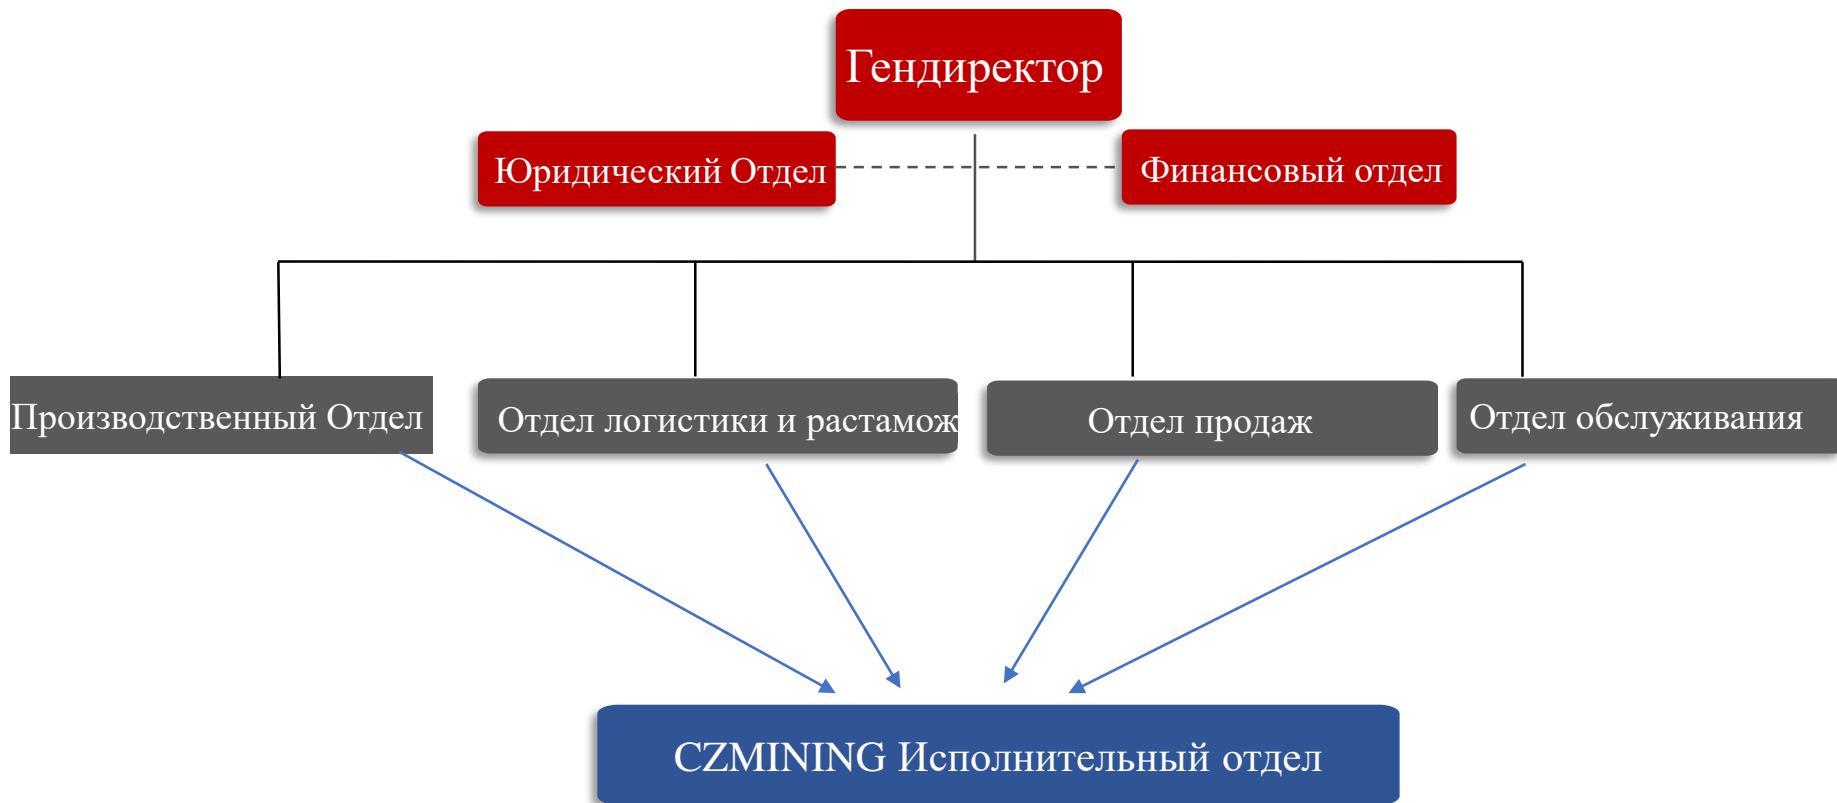 Гендиректор
Юридический Отдел
Финансовый отдел
Производственный Отдел
Отдел логистики и растамож
Отдел продаж
Отдел обслуживания
CZMINING Исполнительный отдел